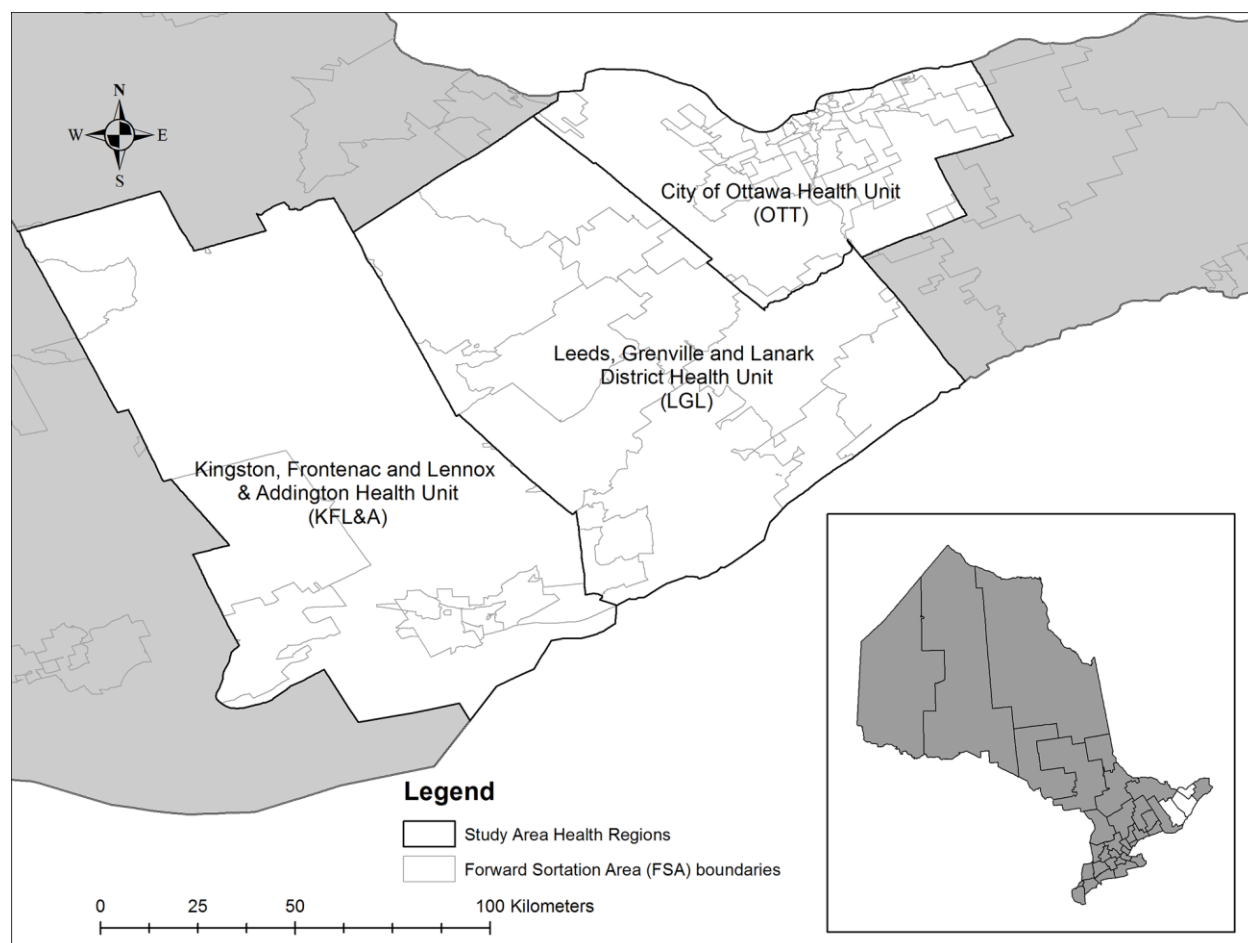 N
W E
S
City of Ottawa Health Unit
(OTT)
Leeds, Grenville and Lanark
District Health Unit
(LGL)
Kingston, Frontenac and Lennox
& Addington Health Unit
(KFL&A)
Legend
Study Area Health Regions
Forward Sortation Area (FSA) boundaries
0 25 50 100 Kilometers